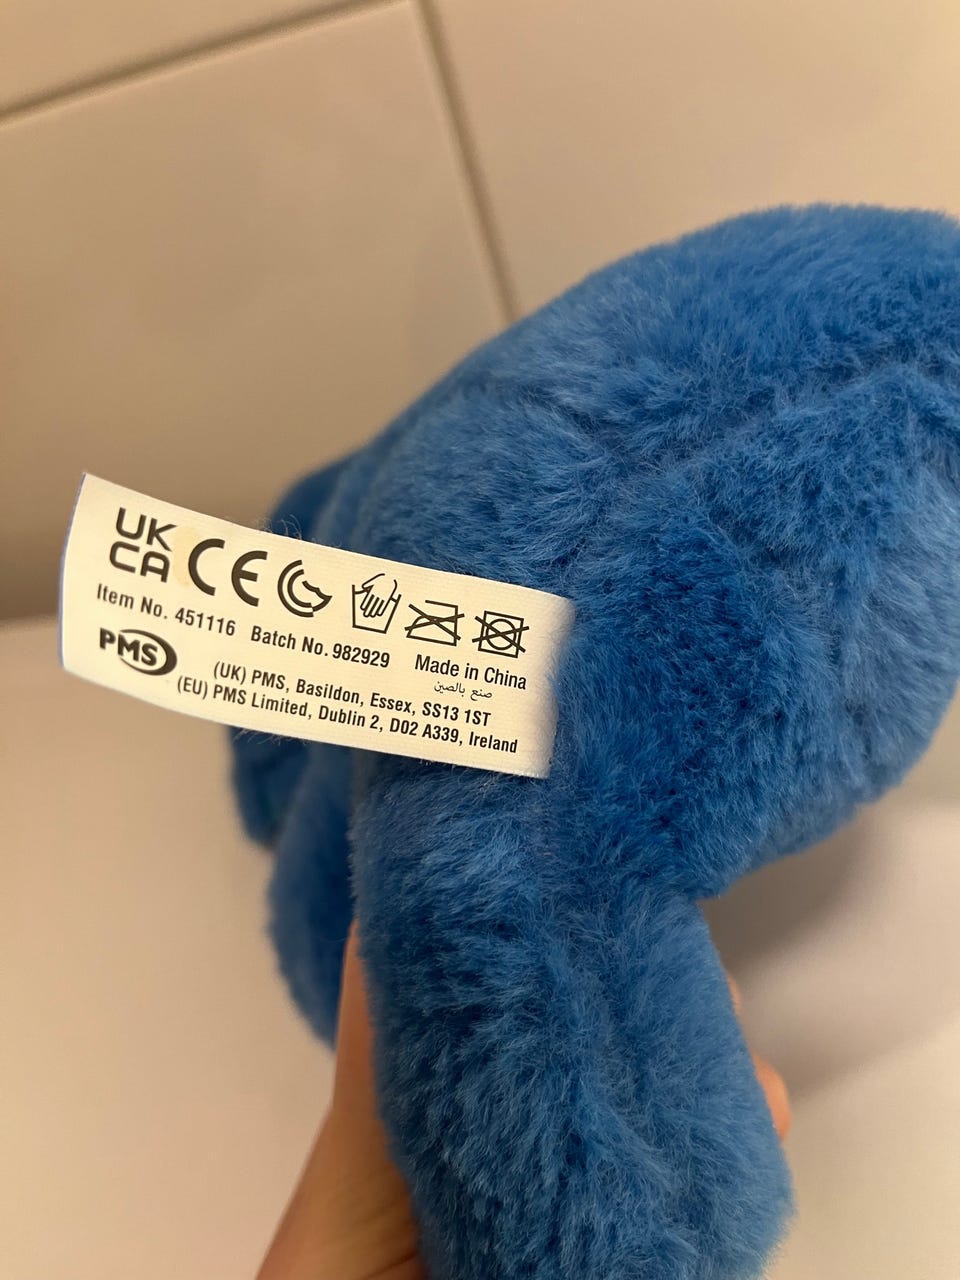 UK
CA CE
Item No. 451116 Batch No. 982929 Made in China
صنع بالصين
PMS
(UK) PMS, Basildon, Essex, SS13 1ST
(EU) PMS Limited, Dublin 2, D02 A339, Ireland